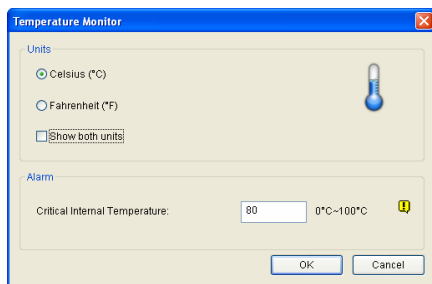 Temperature Monitor
Units
Celsius (°C)
Fahrenheit (°F)
Show both units
Alarm
Critical Internal Temperature: 80 0°C~100°C
OK Cancel